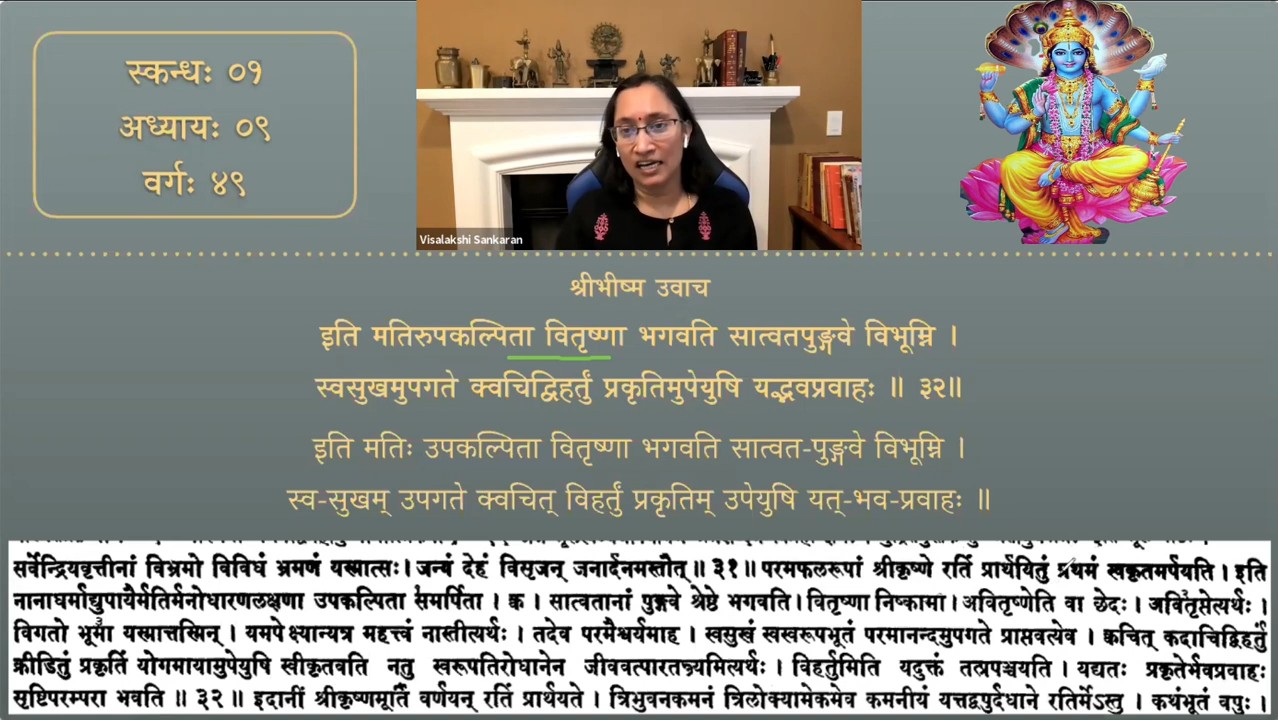 स्कन्धः ०१
अध्यायः ०९
वर्गः ४९
Visalakshi Sankaran
श्रीभीष्म उवाच
इति मतिरुपकल्पिता वितृष्णा भगवति सात्वतपुङ्गवे विभूम्नि ।
स्वसुखमुपगते क्वचिद्विहर्तुं प्रकृतिमुपेयुषि यद्भवप्रवाहः ॥ ३२॥
इति मतिः उपकल्पिता वितृष्णा भगवति सात्वत-पुङ्गवे विभूम्नि ।
स्व-सुखम् उपगते क्वचित् विहर्तुं प्रकृतिम् उपेयुषि यत्-भव-प्रवाहः ॥
सर्वेन्द्रियवृत्तीनां विभ्रमो विविधं भ्रमणं यस्मात्सः। जन्यं देहं विसृजन् जनार्दनमस्तौत् ॥ ३१ ॥ परमफलरूपां श्रीकृष्णे रतिं प्रार्थयितुं प्रथमं स्वकृतमर्पयति । इति
नानाधर्माद्युपायैर्मतिर्मनोधारणलक्षणा उपकल्पिता समर्पिता । क्व । सात्वतानां पुङ्गवे श्रेष्ठे भगवति। वितृष्णा निष्कामा। अवितृष्णेति वा छेदः। अवितृप्तेत्यर्थः।
विगतो भूमा यस्मात्तस्मिन् । यमपेक्ष्यान्यत्र महत्त्वं नास्तीत्यर्थः । तदेव परमैश्वर्यमाह । स्वसुखं स्वस्वरूपभूतं परमानन्दमुपगते प्राप्तवत्येव । क्वचित् कदाचिद्विहर्तुं
क्रीडितुं प्रकृतिं योगमायामुपेयुषि स्वीकृतवति नतु स्वरूपतिरोधानेन जीववत्पारतन्त्र्यमित्यर्थः । विहर्तुमिति यदुक्तं तत्प्रपञ्चयति । यद्यतः प्रकृतेर्भवप्रवाहः
सृष्टिपरम्परा भवति ॥ ३२ ॥ इदानीं श्रीकृष्णमूर्तिं वर्णयन् रतिं प्रार्थयते । त्रिभुवनकमनं त्रिलोक्यामेकमेव कमनीयं यत्तद्वपुर्दधाने रतिर्मेऽस्तु । कथंभूतं वपुः ।